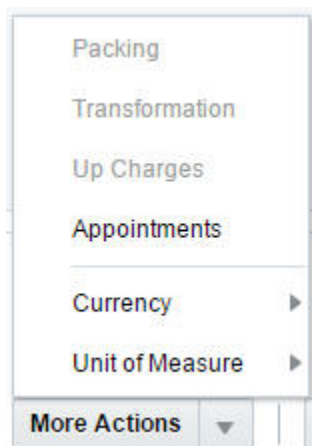 Packing
Transformation
Up Charges
Appointments
Currency
Unit of Measure
More Actions